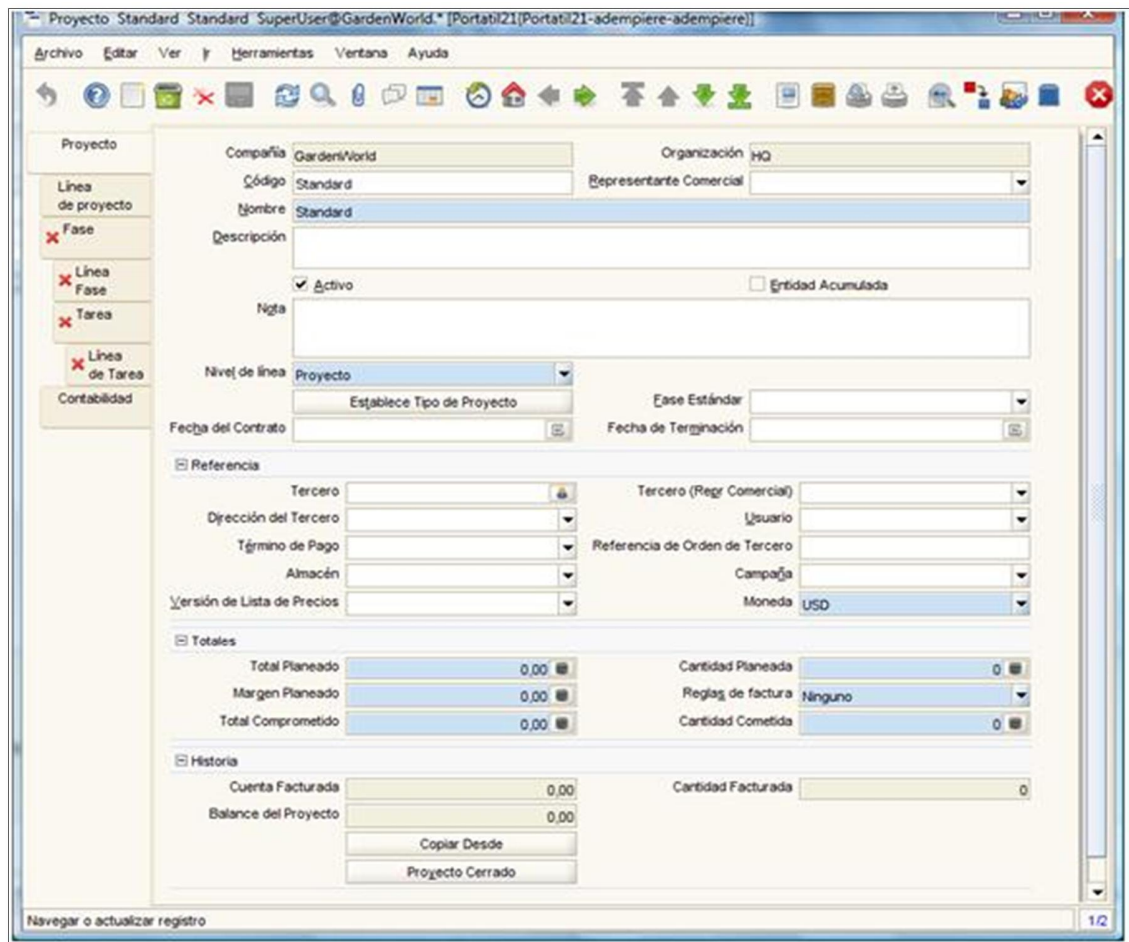 Proyecto Standard Standard SuperUser@GardenWorld.* [Portatil21{Portatil21-adempiere-adempiere}]
Archivo Editar Ver Ir Herramientas Ventana Ayuda
Proyecto
Línea de proyecto
Fase
Línea Fase
Tarea
Línea de Tarea
Contabilidad
Compañía GardenWorld Organización HQ
Código Standard Representante Comercial
Nombre Standard
Descripción
Activo Entidad Acumulada
Nota
Nivel de línea Proyecto
Establece Tipo de Proyecto Fase Estándar
Fecha del Contrato Fecha de Terminación
Referencia
Tercero Tercero (Repr Comercial)
Dirección del Tercero Usuario
Término de Pago Referencia de Orden de Tercero
Almacén Campaña
Versión de Lista de Precios Moneda USD
Totales
Total Planeado 0,00 Cantidad Planeada 0
Margen Planeado 0,00 Reglas de factura Ninguno
Total Comprometido 0,00 Cantidad Cometida 0
Historia
Cuenta Facturada 0,00 Cantidad Facturada 0
Balance del Proyecto 0,00
Copiar Desde
Proyecto Cerrado
Navegar o actualizar registro 1/2